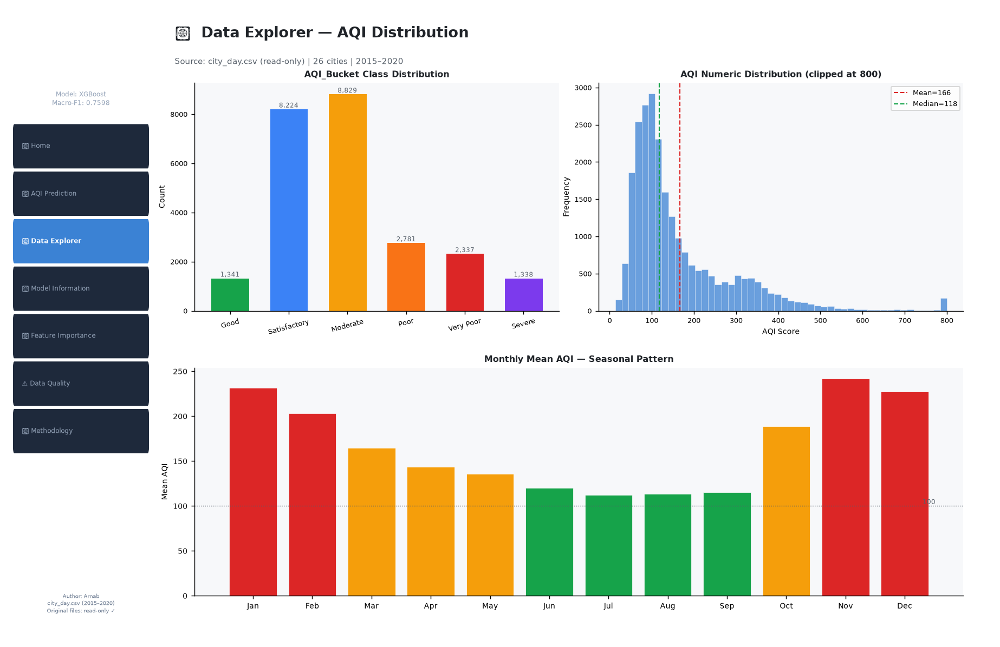 Data Explorer — AQI Distribution
Source: city_day.csv (read-only) | 26 cities | 2015–2020
Model: XGBoost
Macro-F1: 0.7598
Home
AQI Prediction
Data Explorer
Model Information
Feature Importance
⚠ Data Quality
Methodology
Author: Arnab
city_day.csv (2015–2020)
Original files: read-only ✓
AQI_Bucket Class Distribution
Count
8000
6000
4000
2000
0
1,341
8,224
8,829
2,781
2,337
1,338
Good
Satisfactory
Moderate
Poor
Very Poor
Severe
AQI Numeric Distribution (clipped at 800)
Mean=166
Median=118
Frequency
3000
2500
2000
1500
1000
500
0
0 100 200 300 400 500 600 700 800
AQI Score
Monthly Mean AQI — Seasonal Pattern
Mean AQI
250
200
150
100
50
0
100
Jan Feb Mar Apr May Jun Jul Aug Sep Oct Nov Dec